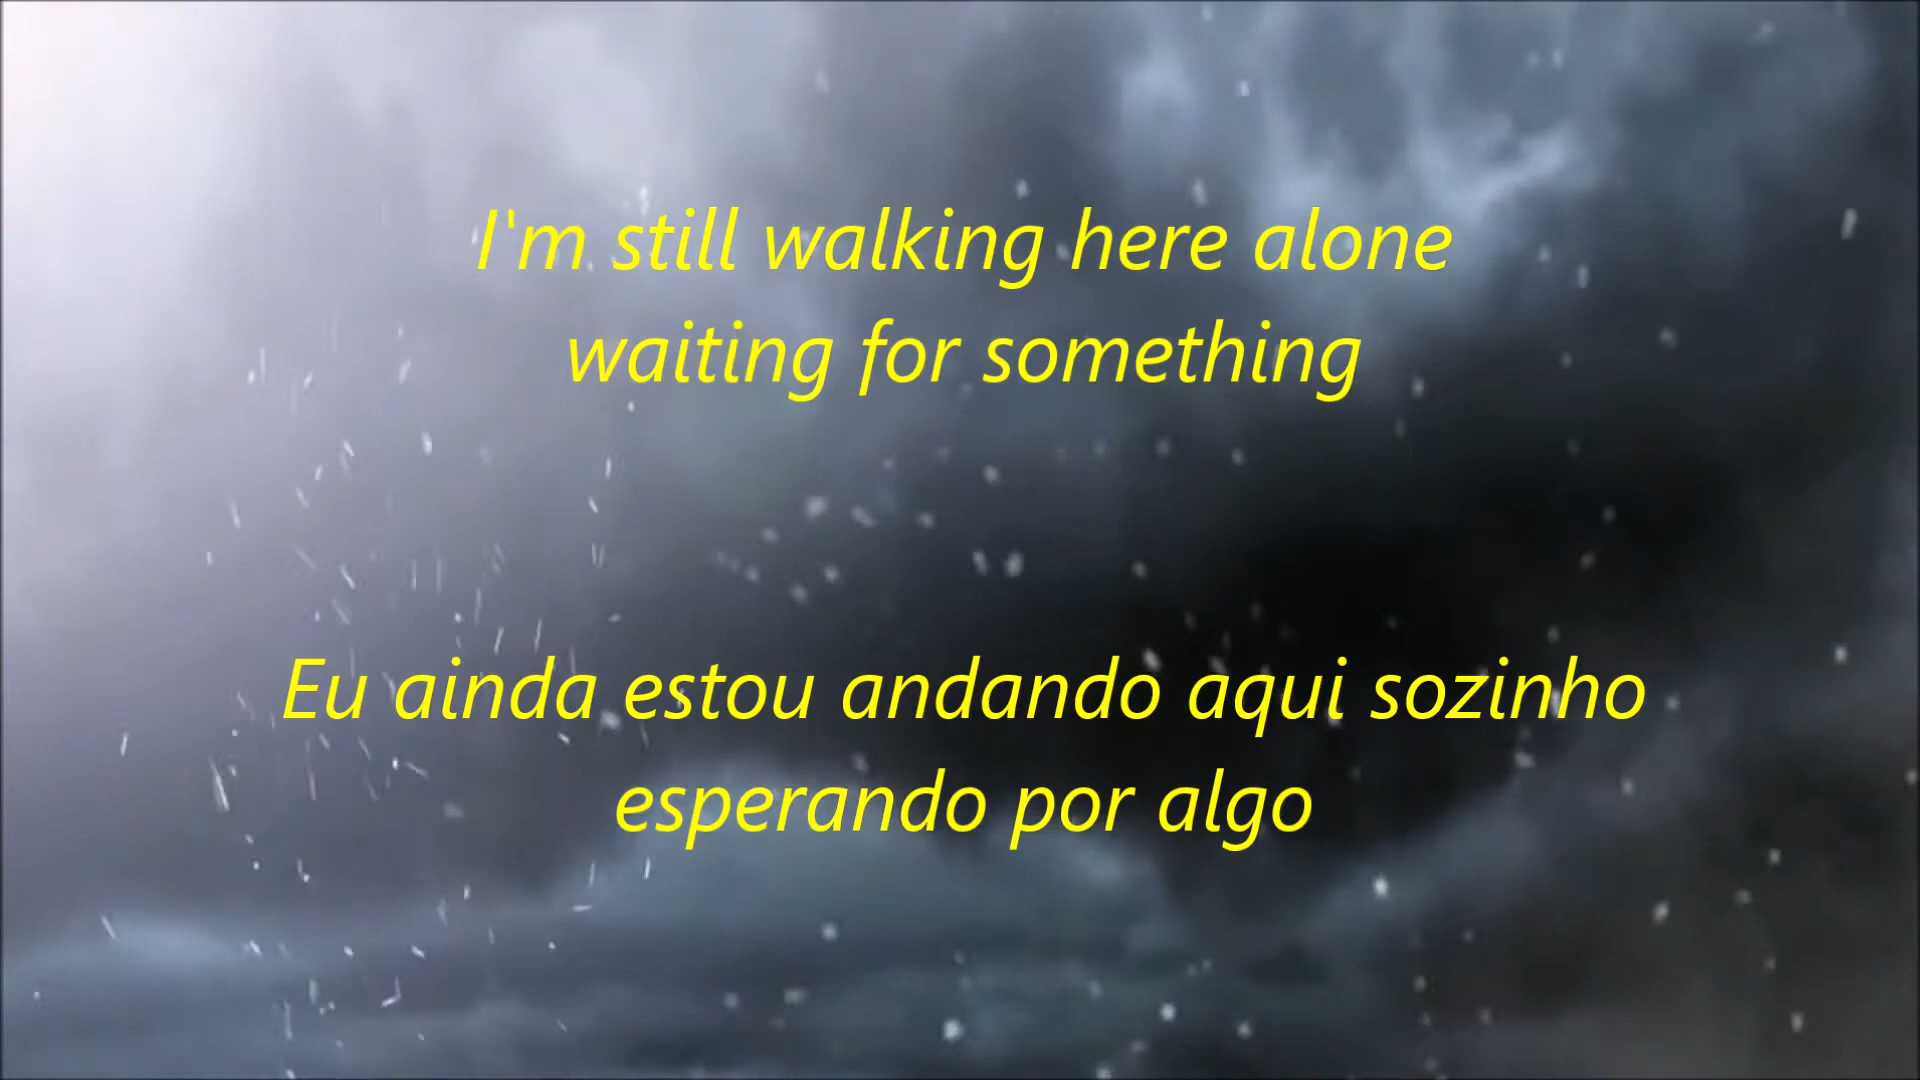 I'm still walking here alone
waiting for something
Eu ainda estou andando aqui sozinho
esperando por algo